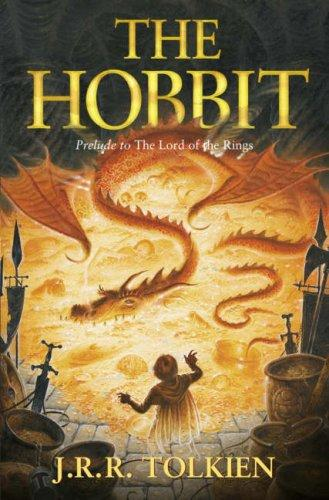 THE
HOBBIT
Prelude to The Lord of the Rings
J.R.R. TOLKIEN